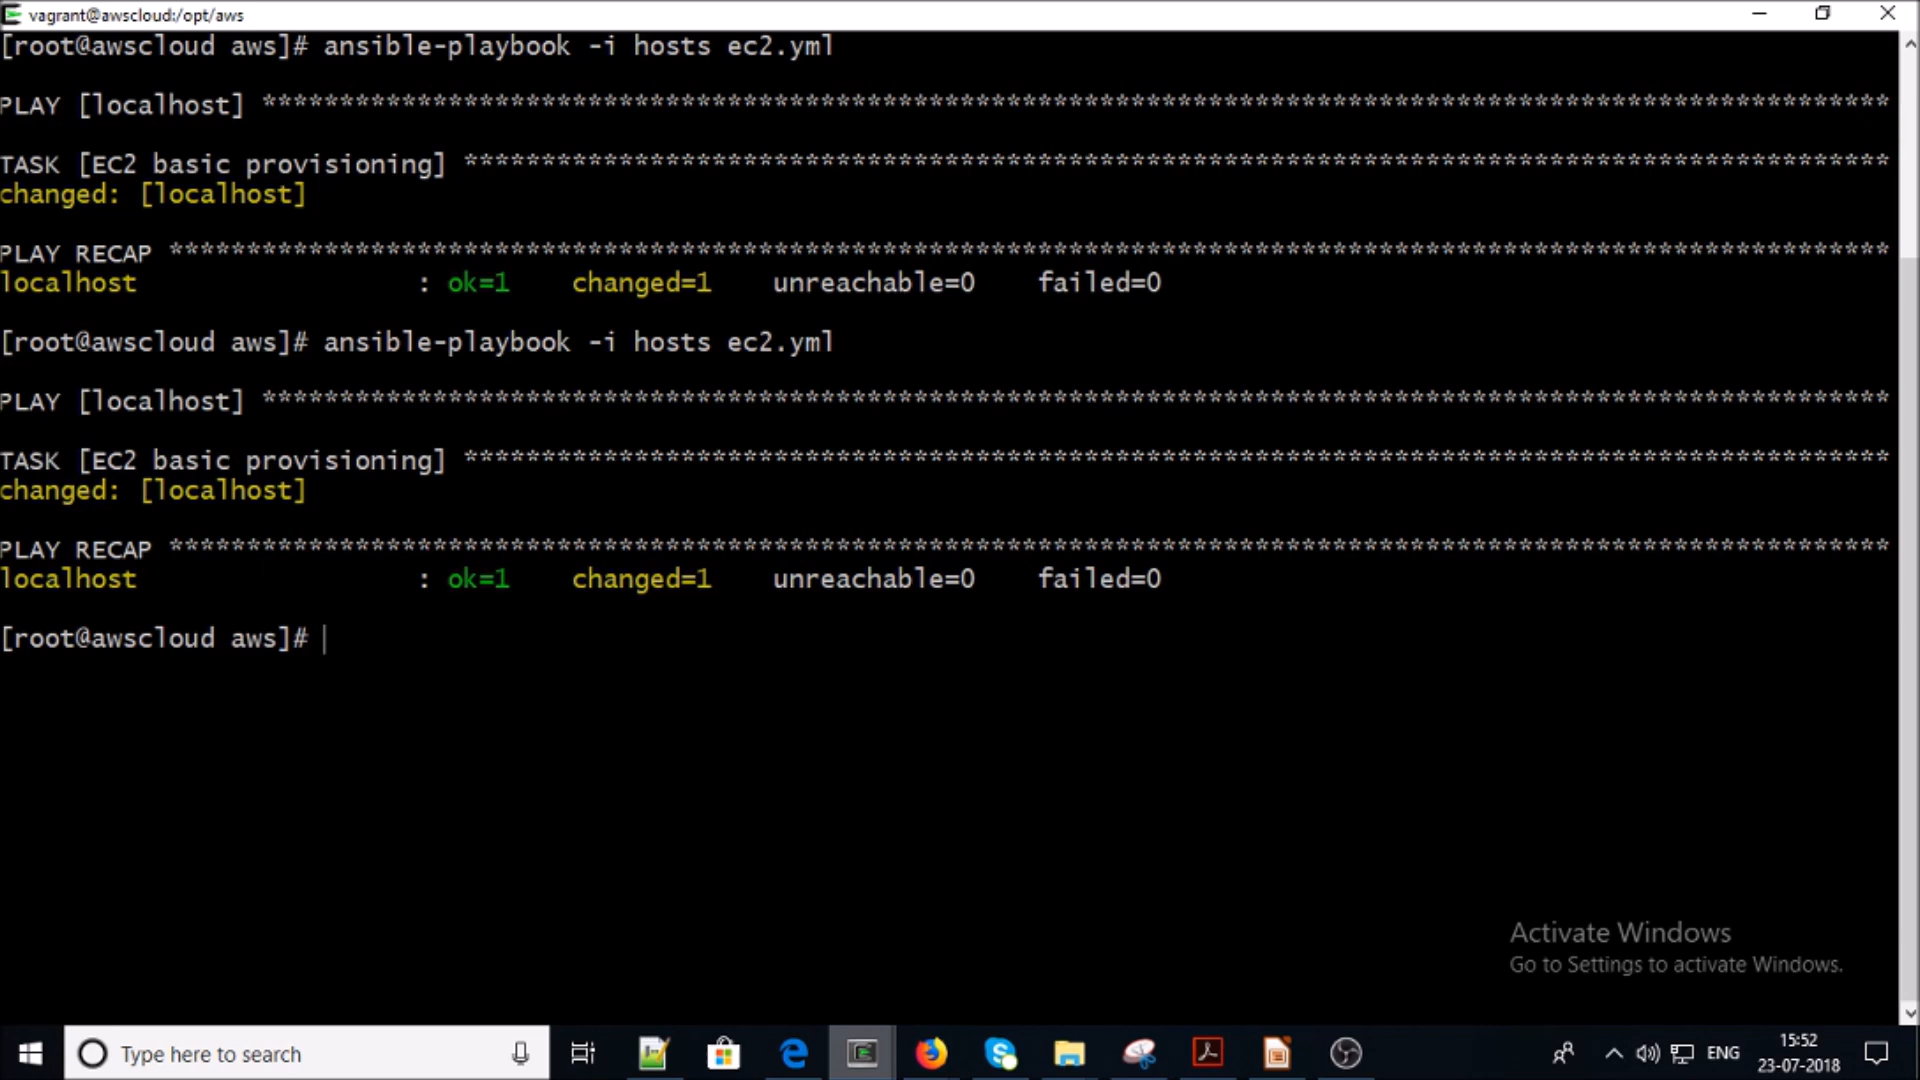 vagrant@awscloud:/opt/aws
[root@awscloud aws]# ansible-playbook -i hosts ec2.yml
PLAY [localhost] *********************************************************************************************************
TASK [EC2 basic provisioning] ********************************************************************************************
changed: [localhost]
PLAY RECAP ***************************************************************************************************************
localhost : ok=1 changed=1 unreachable=0 failed=0
[root@awscloud aws]# ansible-playbook -i hosts ec2.yml
PLAY [localhost] *********************************************************************************************************
TASK [EC2 basic provisioning] ********************************************************************************************
changed: [localhost]
PLAY RECAP ***************************************************************************************************************
localhost : ok=1 changed=1 unreachable=0 failed=0
[root@awscloud aws]#
Activate Windows
Go to Settings to activate Windows.
Type here to search
ENG
15:52
23-07-2018